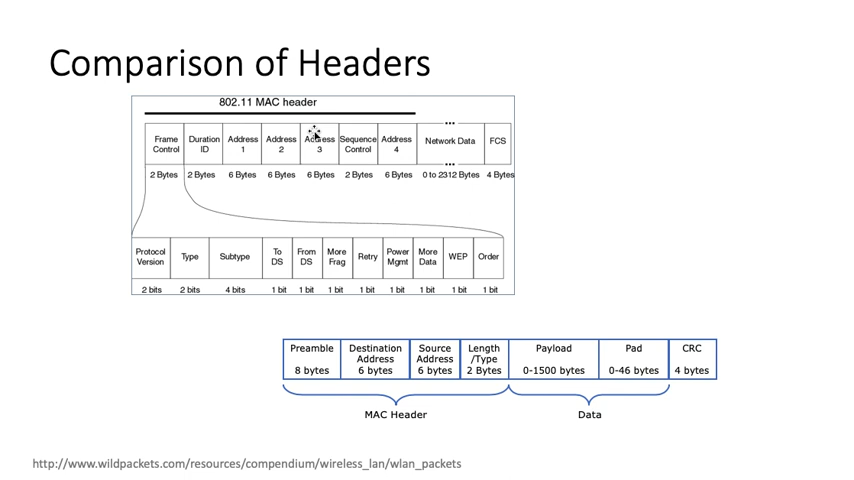 Comparison of Headers
802.11 MAC header
Frame Control
Duration ID
Address 1
Address 2
Address 3
Sequence Control
Address 4
•••
Network Data
•••
FCS
2 Bytes
2 Bytes
6 Bytes
6 Bytes
6 Bytes
2 Bytes
6 Bytes
0 to 2312 Bytes
4 Bytes
Protocol Version
Type
Subtype
To DS
From DS
More Frag
Retry
Power Mgmt
More Data
WEP
Order
2 bits
2 bits
4 bits
1 bit
1 bit
1 bit
1 bit
1 bit
1 bit
1 bit
1 bit
Preamble
8 bytes
Destination Address
6 bytes
Source Address
6 bytes
Length /Type
2 Bytes
Payload
0-1500 bytes
Pad
0-46 bytes
CRC
4 bytes
MAC Header
Data
http://www.wildpackets.com/resources/compendium/wireless_lan/wlan_packets